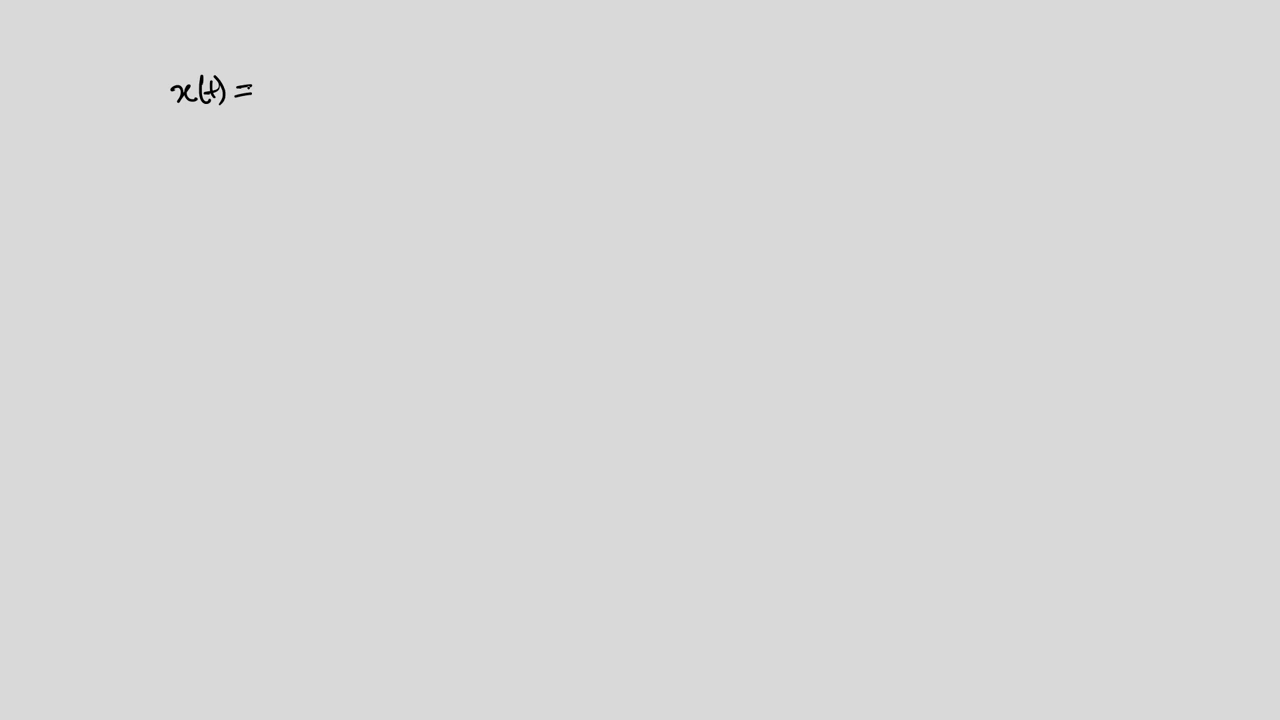 x(t) =